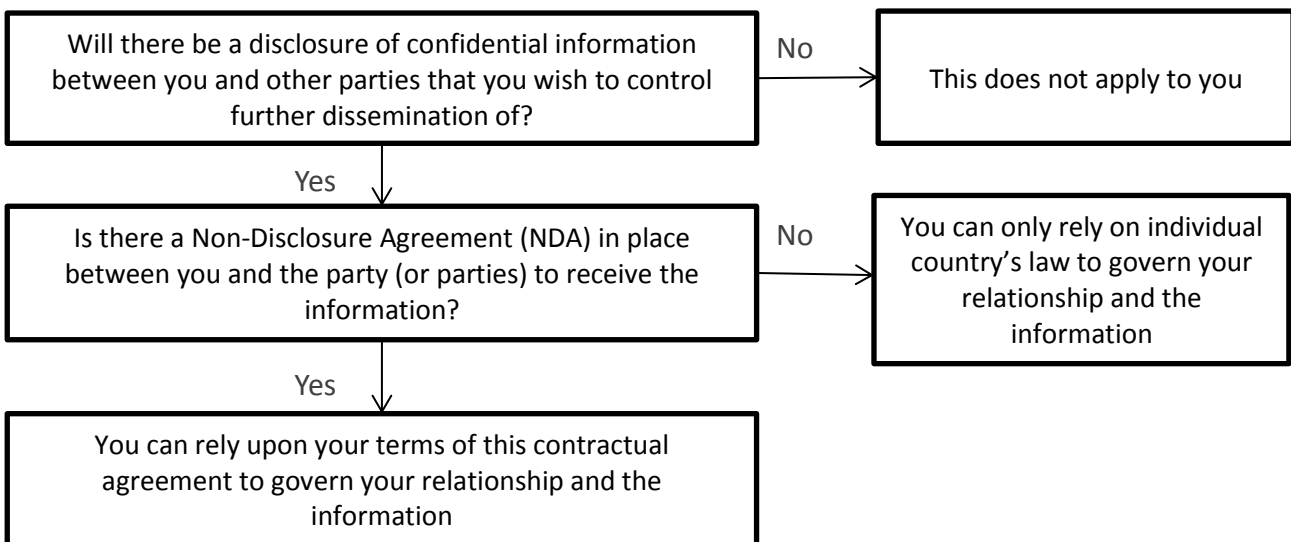 Will there be a disclosure of confidential information
between you and other parties that you wish to control
further dissemination of?
No
This does not apply to you
Yes
Is there a Non-Disclosure Agreement (NDA) in place
between you and the party (or parties) to receive the
information?
No
You can only rely on individual
country’s law to govern your
relationship and the
information
Yes
You can rely upon your terms of this contractual
agreement to govern your relationship and the
information